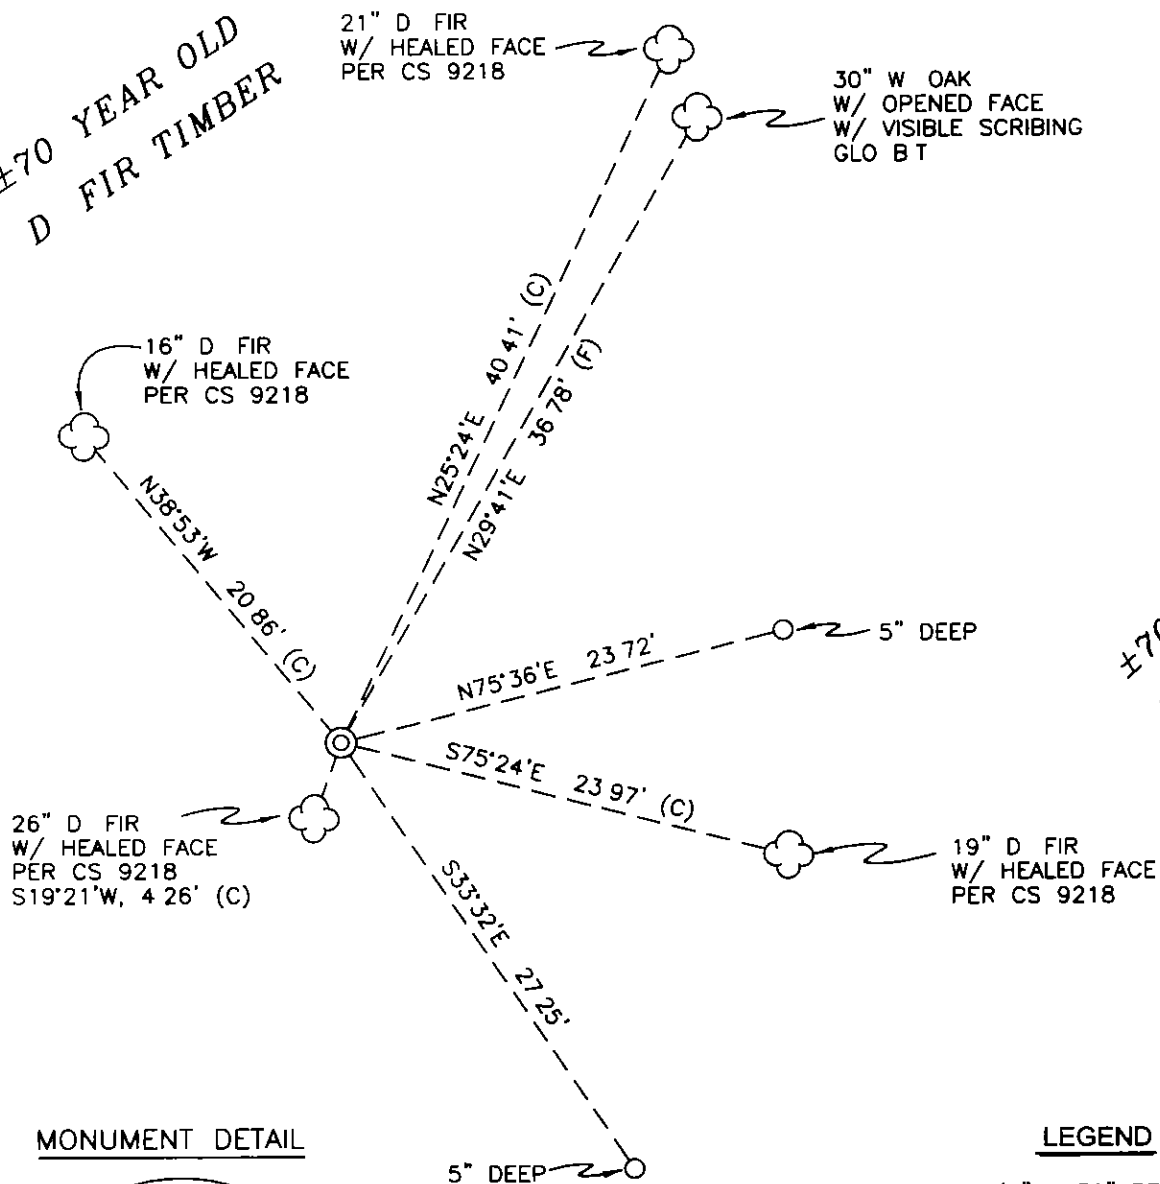 ±70 YEAR OLD
D FIR TIMBER
21" D FIR
W/ HEALED FACE
PER CS 9218
30" W OAK
W/ OPENED FACE
W/ VISIBLE SCRIBING
GLO B T
16" D FIR
W/ HEALED FACE
PER CS 9218
N25°24'E 40 41' (C)
N29°41'E 36 78' (F)
N38°53'W 20 86' (C)
5" DEEP
N75°36'E 23 72'
±70
S75°24'E 23 97' (C)
26" D FIR
W/ HEALED FACE
PER CS 9218
S19°21'W, 4 26' (C)
19" D FIR
W/ HEALED FACE
PER CS 9218
S33°32'E 27 25'
MONUMENT DETAIL
5" DEEP
LEGEND